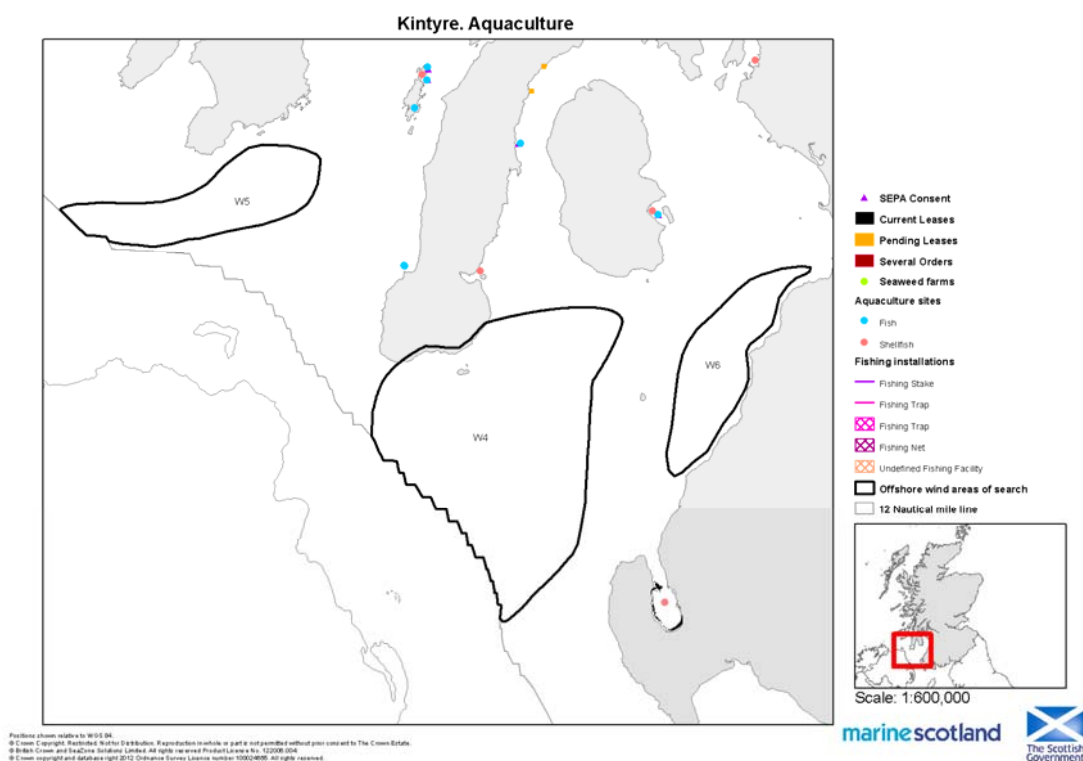 Kintyre. Aquaculture
W5
W6
W4
SEPA Consent
Current Leases
Pending Leases
Several Orders
Seaweed farms
Aquaculture sites
Fish
Shellfish
Fishing installations
Fishing Stake
Fishing Trap
Fishing Trap
Fishing Net
Undefined Fishing Facility
Offshore wind areas of search
12 Nautical mile line
Scale: 1:600,000
marinescotland
The Scottish
Government
Positions shown relative to WGS 84.
© Crown Copyright. Restricted. Not for Distribution. Reproduction in whole or part is not permitted without prior consent to The Crown Estate.
© British Crown and SeaZone Solutions Limited. All rights reserved Product Licence No. 122006.004
© Crown copyright and database right 2012 Ordnance Survey Licence number 100024655. All rights reserved.